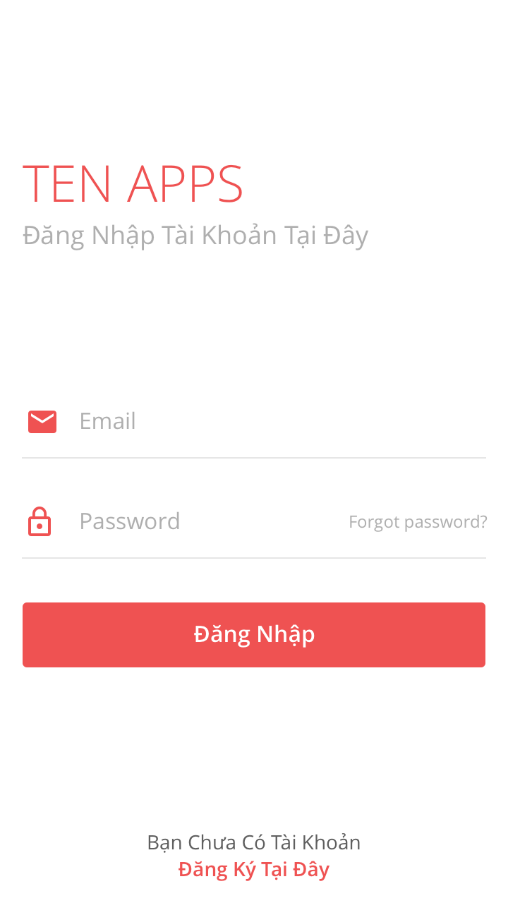 TEN APPS
Đăng Nhập Tài Khoản Tại Đây
Email
Password Forgot password?
Đăng Nhập
Bạn Chưa Có Tài Khoản
Đăng Ký Tại Đây